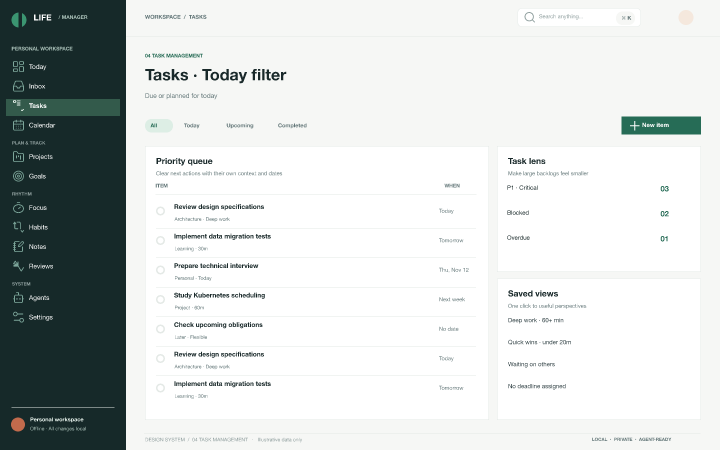 LIFE / MANAGER
PERSONAL WORKSPACE
Today
Inbox
Tasks
Calendar
PLAN & TRACK
Projects
Goals
RHYTHM
Focus
Habits
Notes
Reviews
SYSTEM
Agents
Settings
Personal workspace
Offline · All changes local
WORKSPACE / TASKS
Search anything...
⌘ K
04 TASK MANAGEMENT
Tasks · Today filter
Due or planned for today
All
Today
Upcoming
Completed
New item
Priority queue
Clear next actions with their own context and dates
ITEM
WHEN
Review design specifications
Architecture · Deep work
Today
Implement data migration tests
Learning · 30m
Tomorrow
Prepare technical interview
Personal · Today
Thu, Nov 12
Study Kubernetes scheduling
Project · 60m
Next week
Check upcoming obligations
Later · Flexible
No date
Review design specifications
Architecture · Deep work
Today
Implement data migration tests
Learning · 30m
Tomorrow
Task lens
Make large backlogs feel smaller
P1 · Critical
03
Blocked
02
Overdue
01
Saved views
One click to useful perspectives
Deep work · 60+ min
Quick wins · under 20m
Waiting on others
No deadline assigned
DESIGN SYSTEM / 04 TASK MANAGEMENT · Illustrative data only
LOCAL · PRIVATE · AGENT-READY